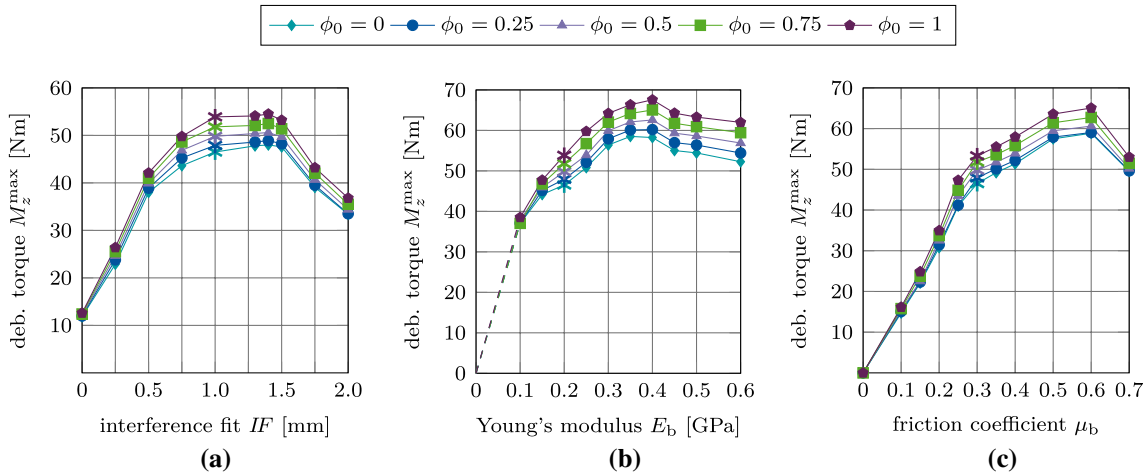 ϕ₀ = 0 ϕ₀ = 0.25 ϕ₀ = 0.5 ϕ₀ = 0.75 ϕ₀ = 1
deb. torque M_z^max [Nm]
60
50
40
30
20
10
0 0.5 1.0 1.5 2.0
interference fit IF [mm]
(a)
deb. torque M_z^max [Nm]
70
60
50
40
30
20
10
0
0 0.1 0.2 0.3 0.4 0.5 0.6
Young's modulus E_b [GPa]
(b)
deb. torque M_z^max [Nm]
70
60
50
40
30
20
10
0
0 0.1 0.2 0.3 0.4 0.5 0.6 0.7
friction coefficient μ_b
(c)